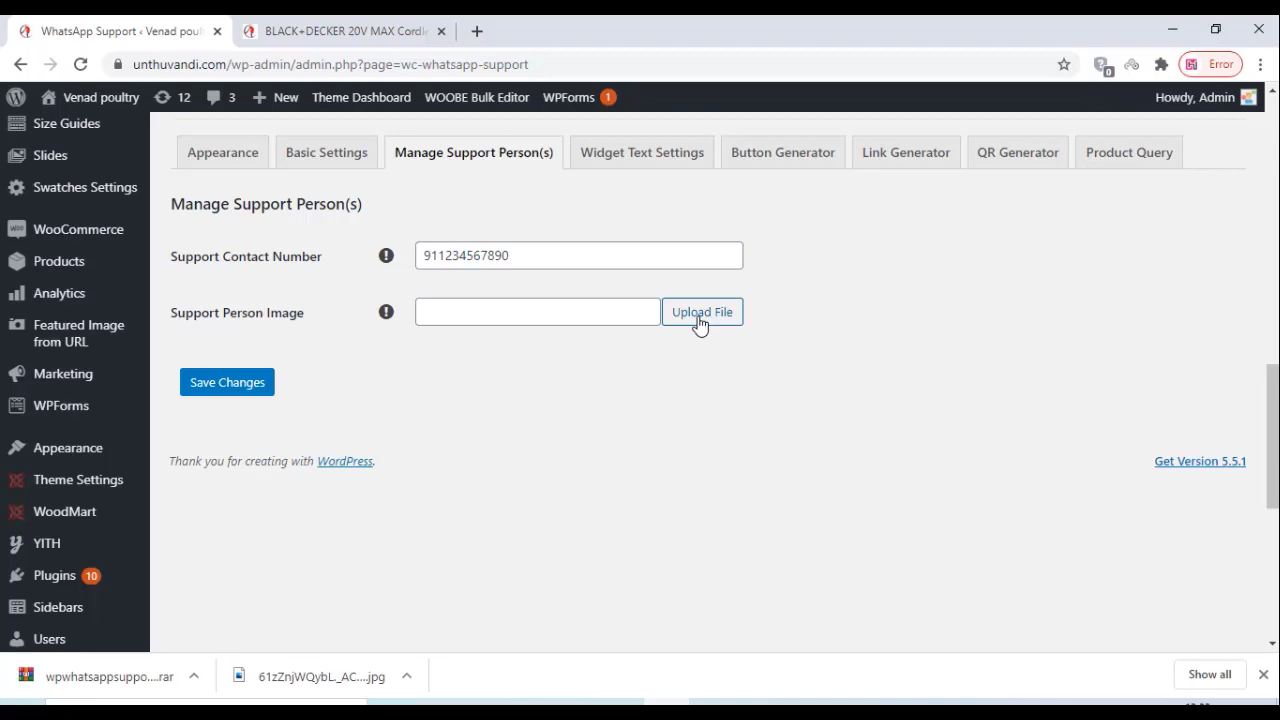 WhatsApp Support ‹ Venad poult
BLACK+DECKER 20V MAX Cordl
unthuvandi.com/wp-admin/admin.php?page=wc-whatsapp-support
0
Error
Venad poultry
12
3
New
Theme Dashboard
WOOBE Bulk Editor
WPForms 1
Howdy, Admin
Size Guides
Slides
Swatches Settings
WooCommerce
Products
Analytics
Featured Image
from URL
Marketing
WPForms
Appearance
Theme Settings
WoodMart
YITH
Plugins 10
Sidebars
Users
Appearance
Basic Settings
Manage Support Person(s)
Widget Text Settings
Button Generator
Link Generator
QR Generator
Product Query
Manage Support Person(s)
Support Contact Number
911234567890
Support Person Image
Upload File
Save Changes
Thank you for creating with WordPress.
Get Version 5.5.1
wpwhatsappsuppo....rar
61zZnjWQybL._AC....jpg
Show all